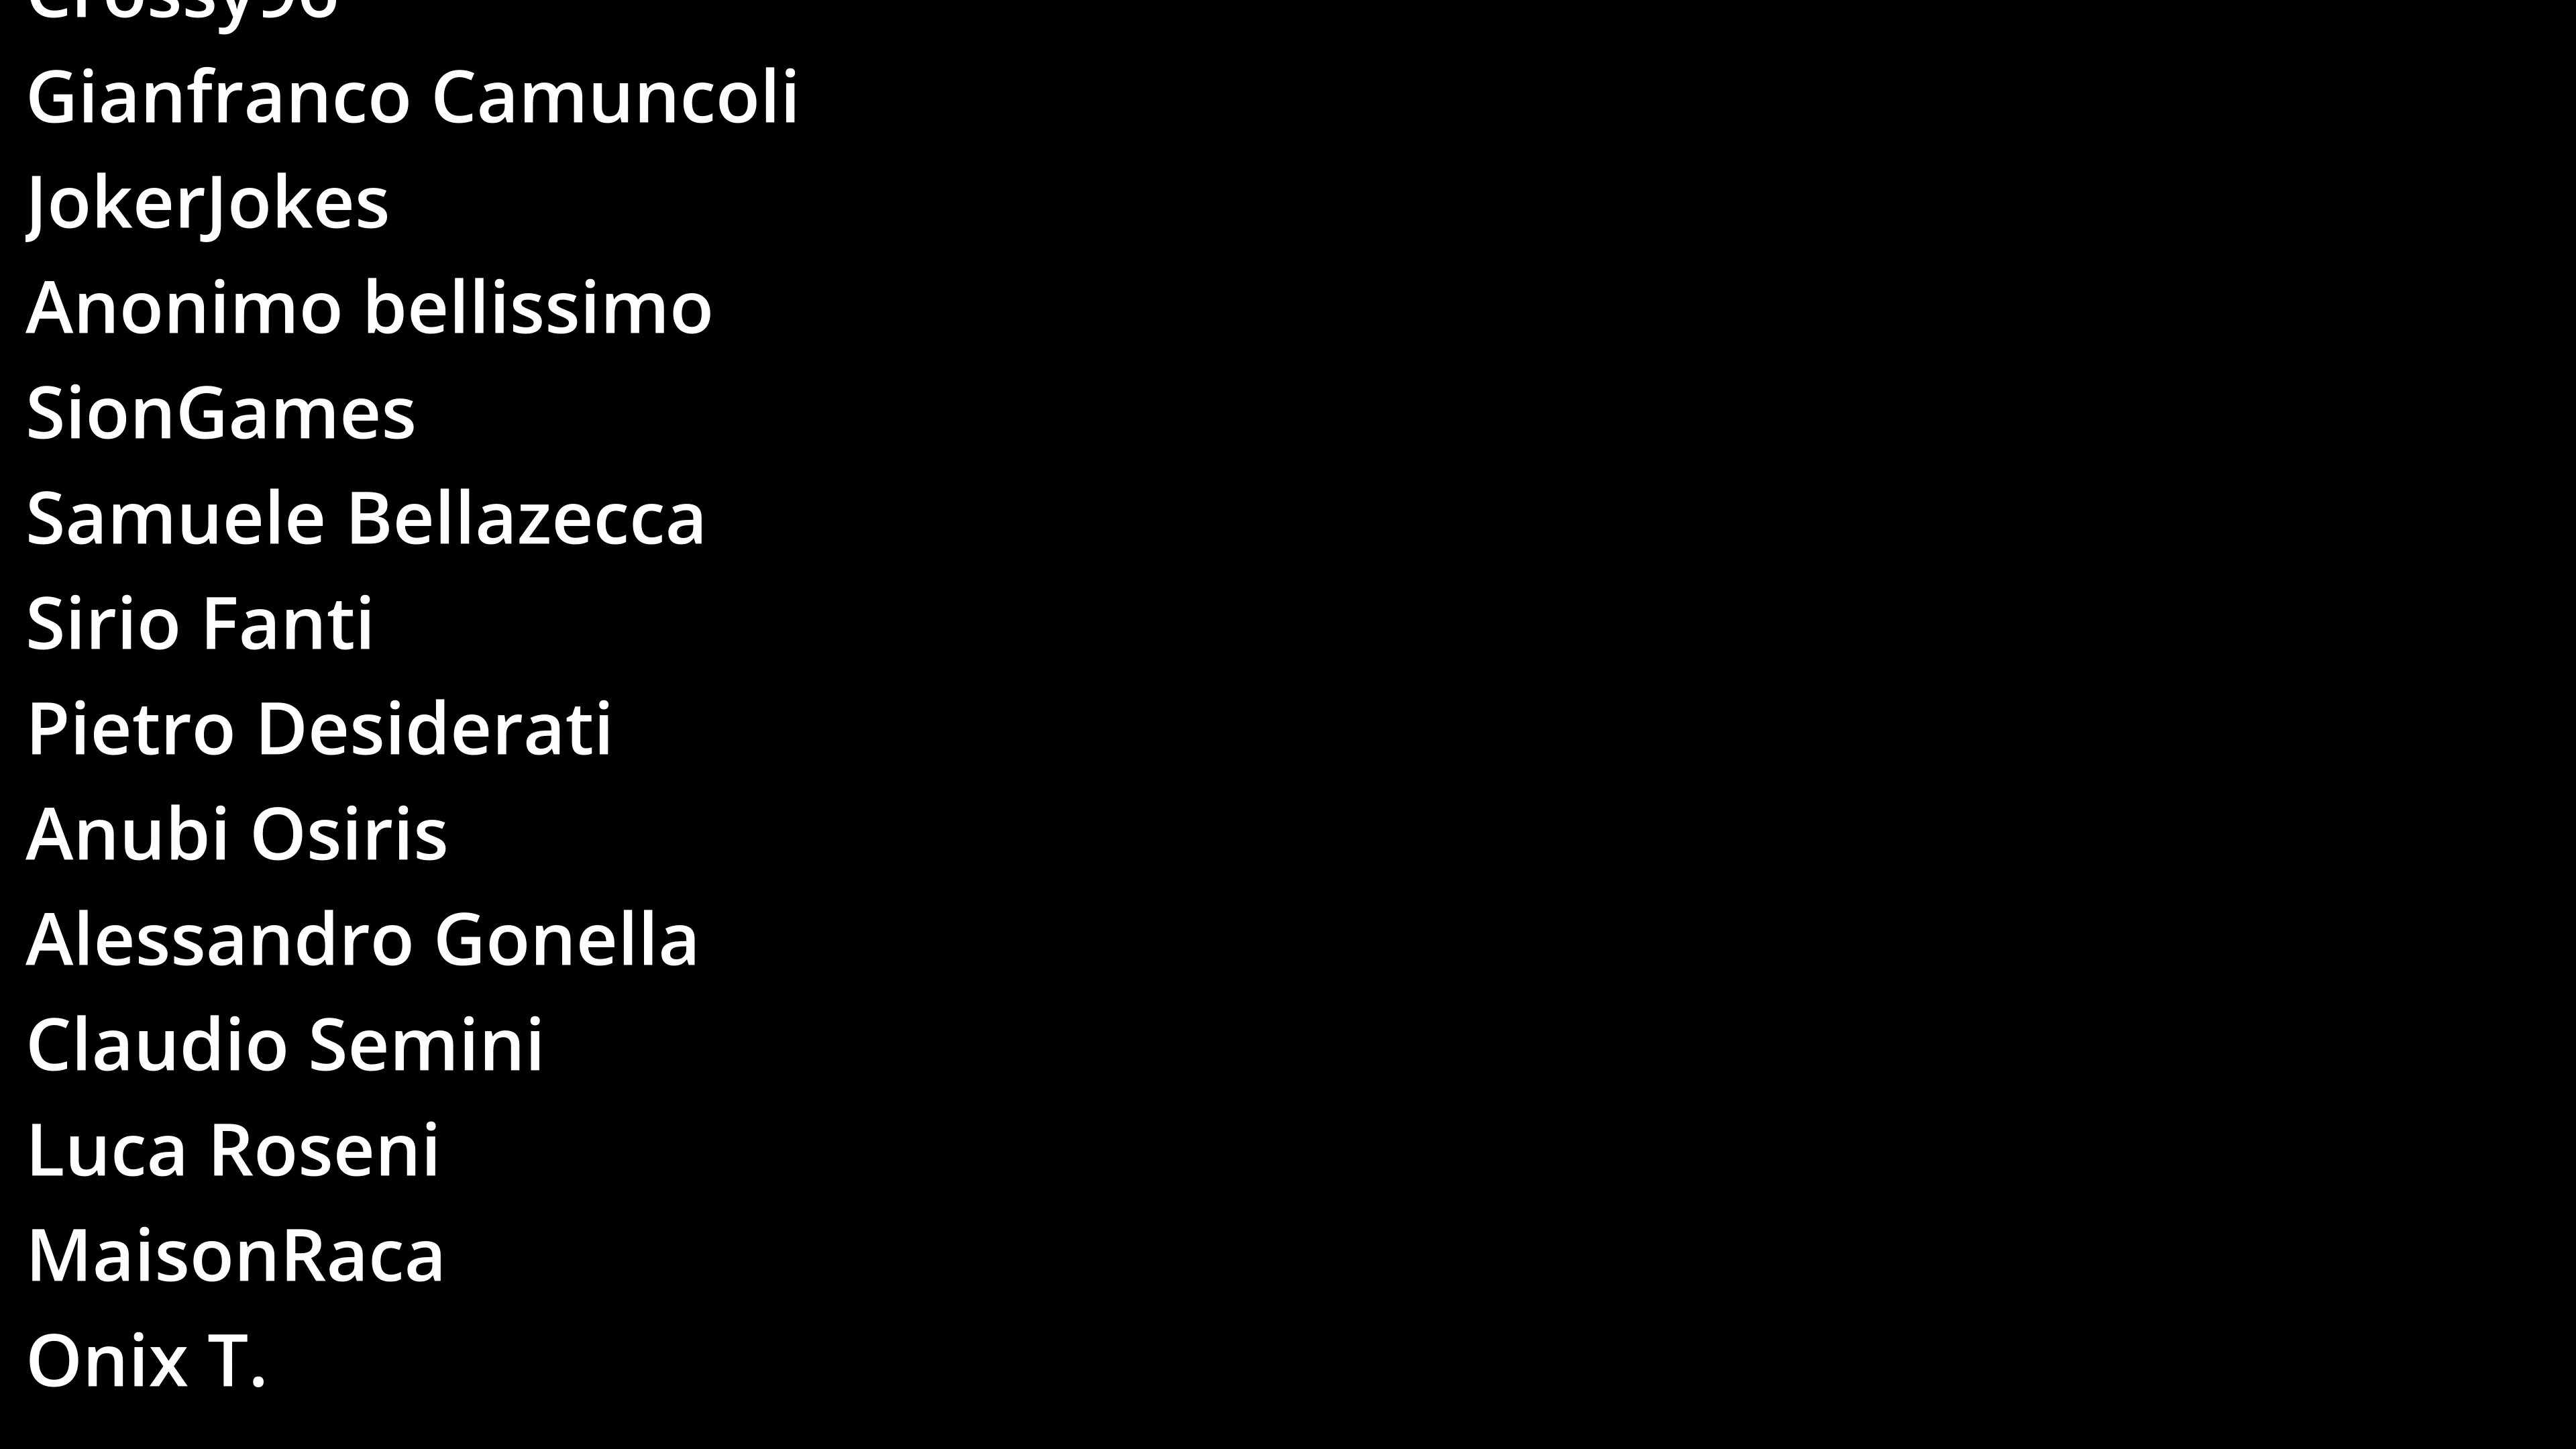 Gianfranco Camuncoli
JokerJokes
Anonimo bellissimo
SionGames
Samuele Bellazecca
Sirio Fanti
Pietro Desiderati
Anubi Osiris
Alessandro Gonella
Claudio Semini
Luca Roseni
MaisonRaca
Onix T.